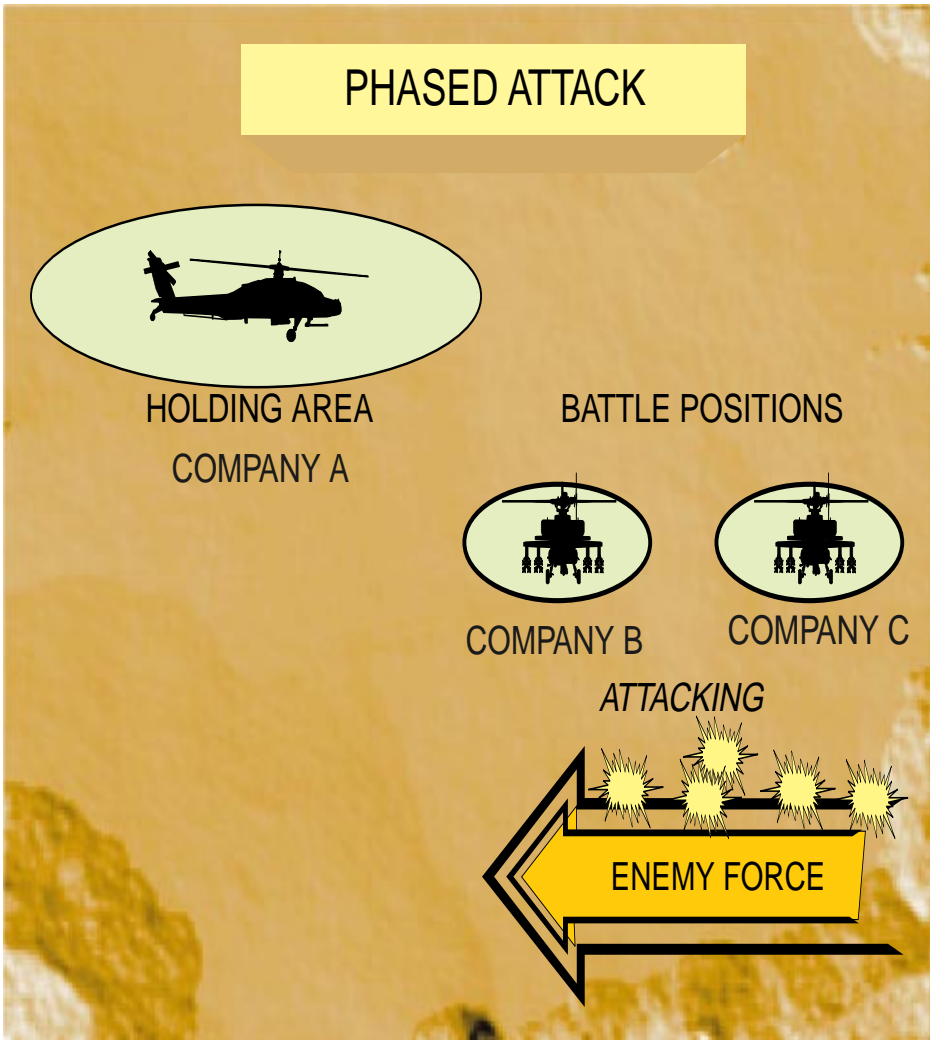 PHASED ATTACK
HOLDING AREA
COMPANY A
BATTLE POSITIONS
COMPANY B
COMPANY C
ATTACKING
ENEMY FORCE